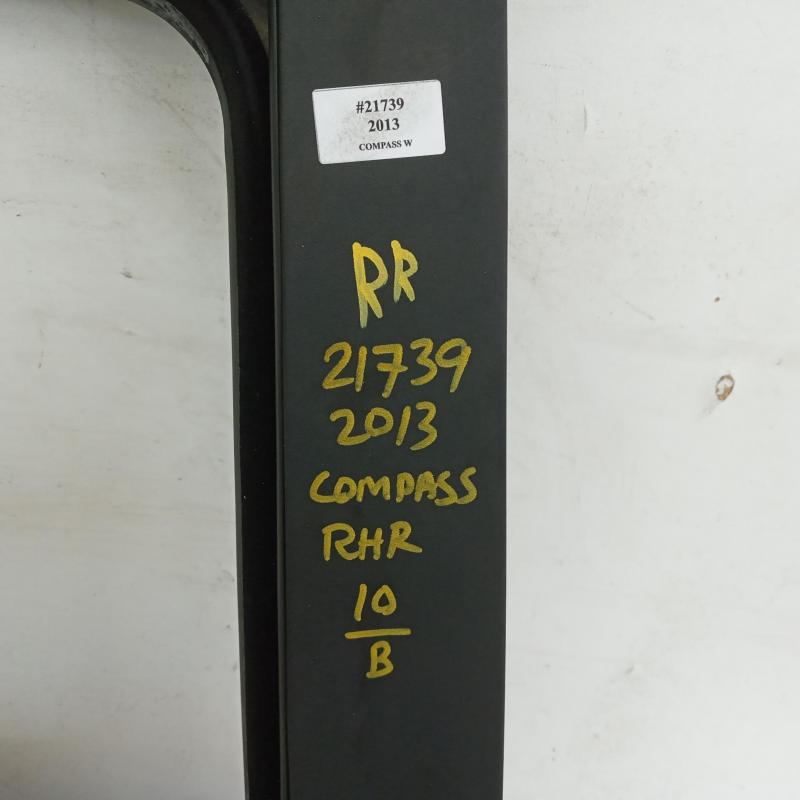 #21739
2013
COMPASS W
RR
21739
2013
COMPASS
RHR
10
B